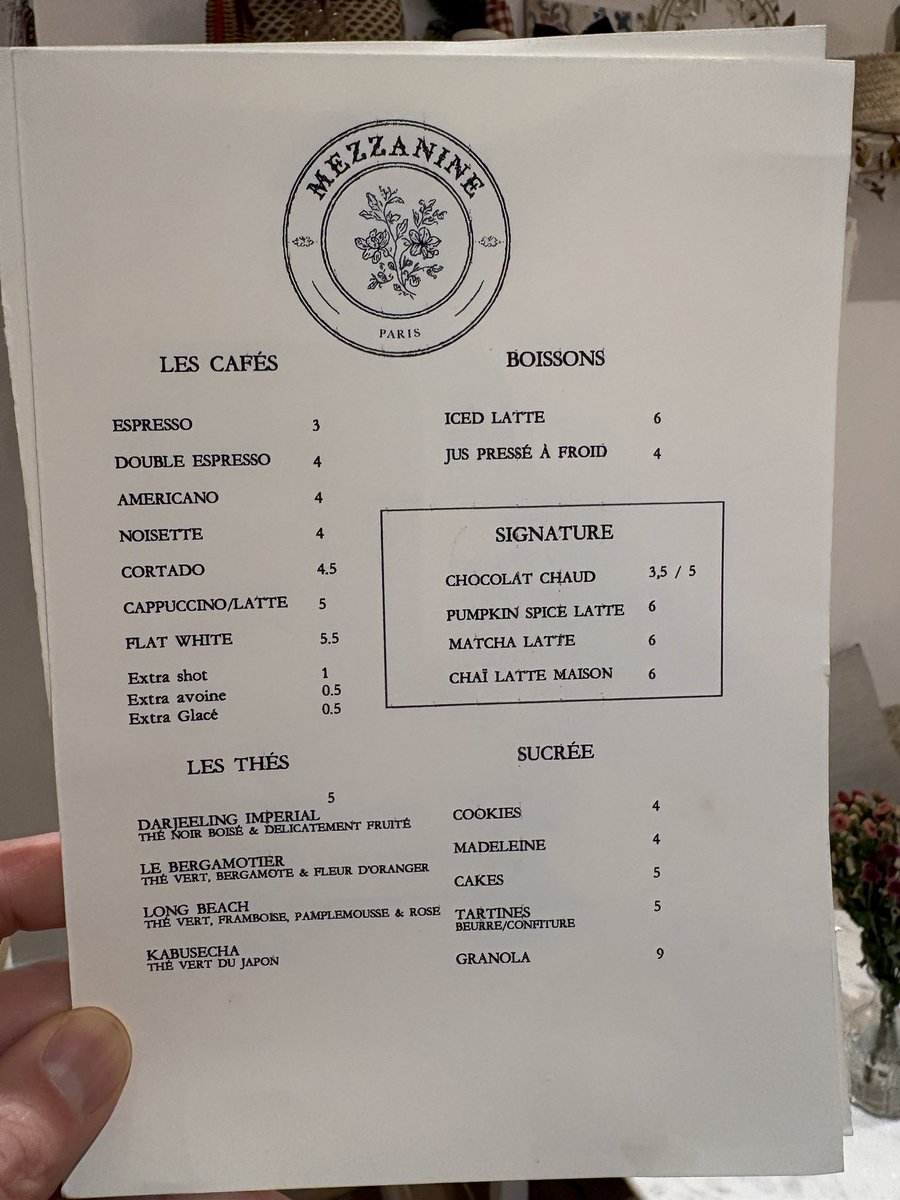 MEZZANINE
PARIS
LES CAFÉS
ESPRESSO 3
DOUBLE ESPRESSO 4
AMERICANO 4
NOISETTE 4
CORTADO 4.5
CAPPUCCINO/LATTE 5
FLAT WHITE 5.5
Extra shot 1
Extra avoine 0.5
Extra Glacé 0.5
BOISSONS
ICED LATTE 6
JUS PRESSÉ À FROID 4
SIGNATURE
CHOCOLAT CHAUD 3,5 / 5
PUMPKIN SPICE LATTE 6
MATCHA LATTE 6
CHAÏ LATTE MAISON 6
LES THÉS
5
DARJEELING IMPERIAL
THÉ NOIR BOISÉ & DELICATEMENT FRUITÉ
LE BERGAMOTIER
THÉ VERT, BERGAMOTE & FLEUR D'ORANGER
LONG BEACH
THÉ VERT, FRAMBOISE, PAMPLEMOUSSE & ROSE
KABUSECHA
THÉ VERT DU JAPON
SUCRÉE
COOKIES 4
MADELEINE 4
CAKES 5
TARTINES 5
BEURRE/CONFITURE
GRANOLA 9